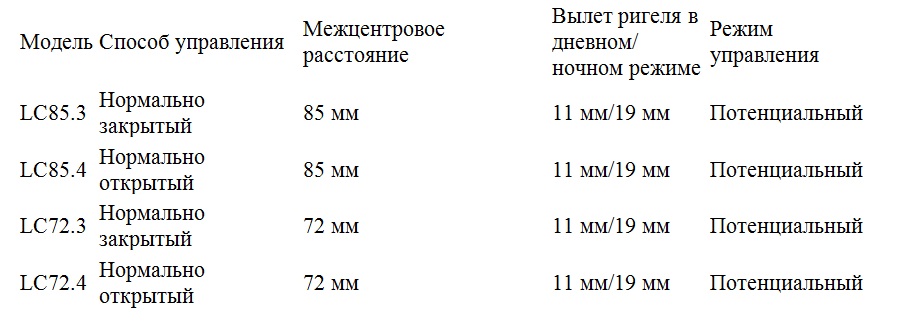 Модель Способ управления Межцентровое расстояние Вылет ригеля в дневном/ ночном режиме Режим управления
LC85.3 Нормально закрытый 85 мм 11 мм/19 мм Потенциальный
LC85.4 Нормально открытый 85 мм 11 мм/19 мм Потенциальный
LC72.3 Нормально закрытый 72 мм 11 мм/19 мм Потенциальный
LC72.4 Нормально открытый 72 мм 11 мм/19 мм Потенциальный